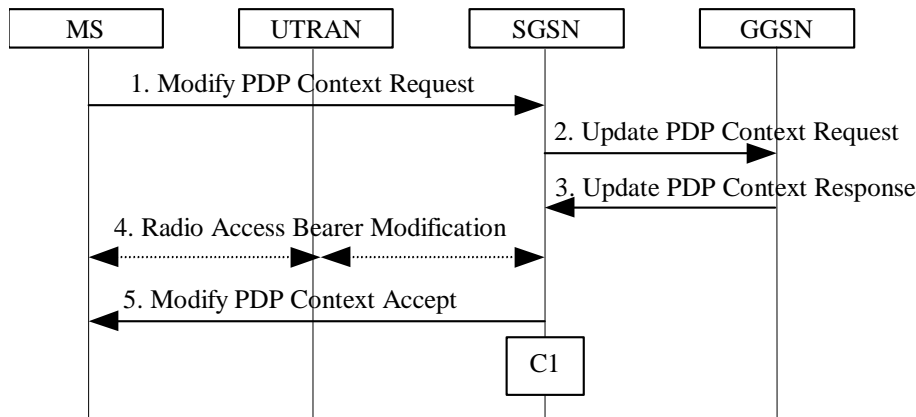 MS UTRAN SGSN GGSN
1. Modify PDP Context Request
2. Update PDP Context Request
3. Update PDP Context Response
4. Radio Access Bearer Modification
5. Modify PDP Context Accept
C1